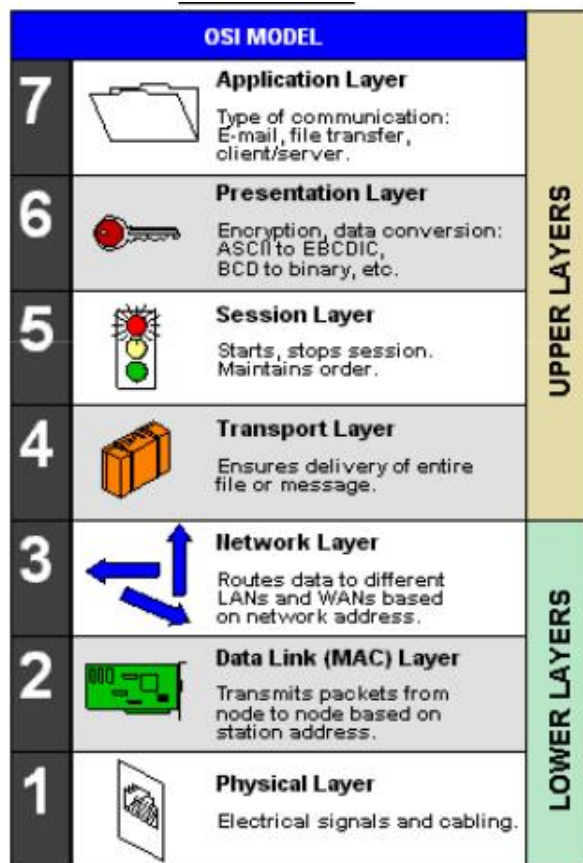 OSI MODEL
7
Application Layer
Type of communication:
E-mail, file transfer,
client/server.
6
Presentation Layer
Encryption, data conversion:
ASCII to EBCDIC,
BCD to binary, etc.
5
Session Layer
Starts, stops session.
Maintains order.
4
Transport Layer
Ensures delivery of entire
file or message.
UPPER LAYERS
3
Network Layer
Routes data to different
LANs and WANs based
on network address.
2
Data Link (MAC) Layer
Transmits packets from
node to node based on
station address.
1
Physical Layer
Electrical signals and cabling.
LOWER LAYERS